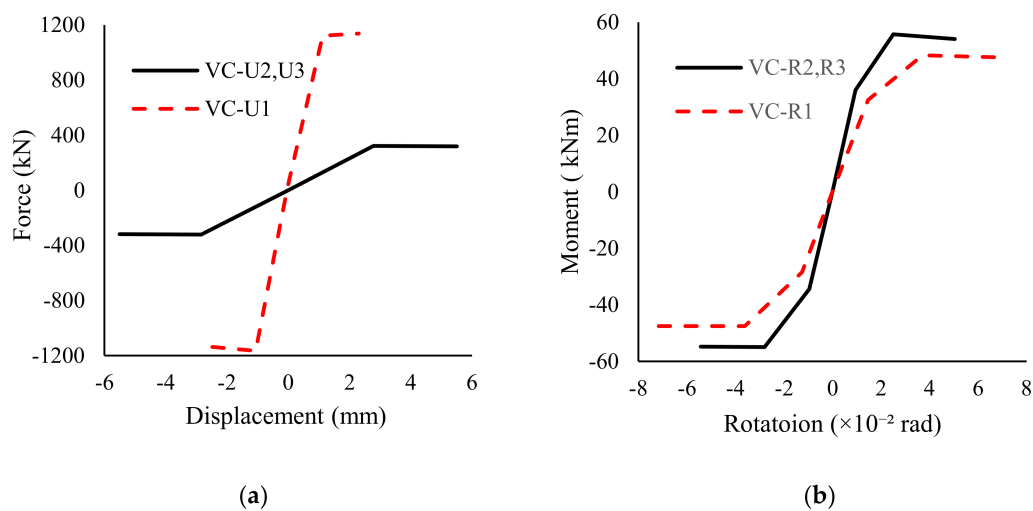 1200
800
400
0
-400
-800
-1200
Force (kN)
VC-U2,U3
VC-U1
-6 -4 -2 0 2 4 6
Displacement (mm)
(a)
60
40
20
0
-20
-40
-60
Moment ( kNm)
VC-R2,R3
VC-R1
-8 -6 -4 -2 0 2 4 6 8
Rotatoion (×10⁻² rad)
(b)